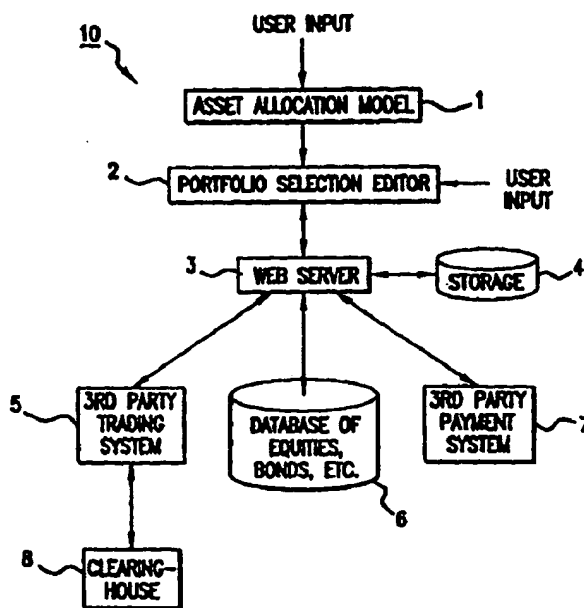 USER INPUT
10
ASSET ALLOCATION MODEL
1
2
PORTFOLIO SELECTION EDITOR
USER
INPUT
3
WEB SERVER
STORAGE
4
5
3RD PARTY
TRADING
SYSTEM
DATABASE OF
EQUITIES,
BONDS, ETC.
6
3RD PARTY
PAYMENT
SYSTEM
7
8
CLEARING-
HOUSE